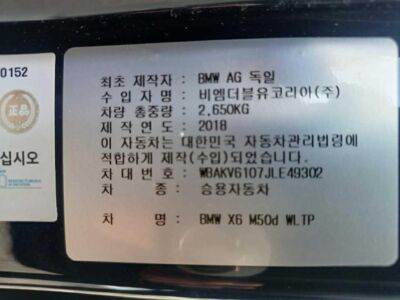 0152
正品
십시오
최초 제작자 : BMW AG 독일
수 입 자 명 : 비엠더블유코리아(주)
차량 총중량 : 2,650KG
제 작 연 도 : 2018
이 자동차는 대한민국 자동차관리법령에
적합하게 제작(수입)되었습니다.
차 대 번 호 : WBAKV6107JLE49302
차 종 : 승용자동차
차 명 : BMW X6 M50d WLTP